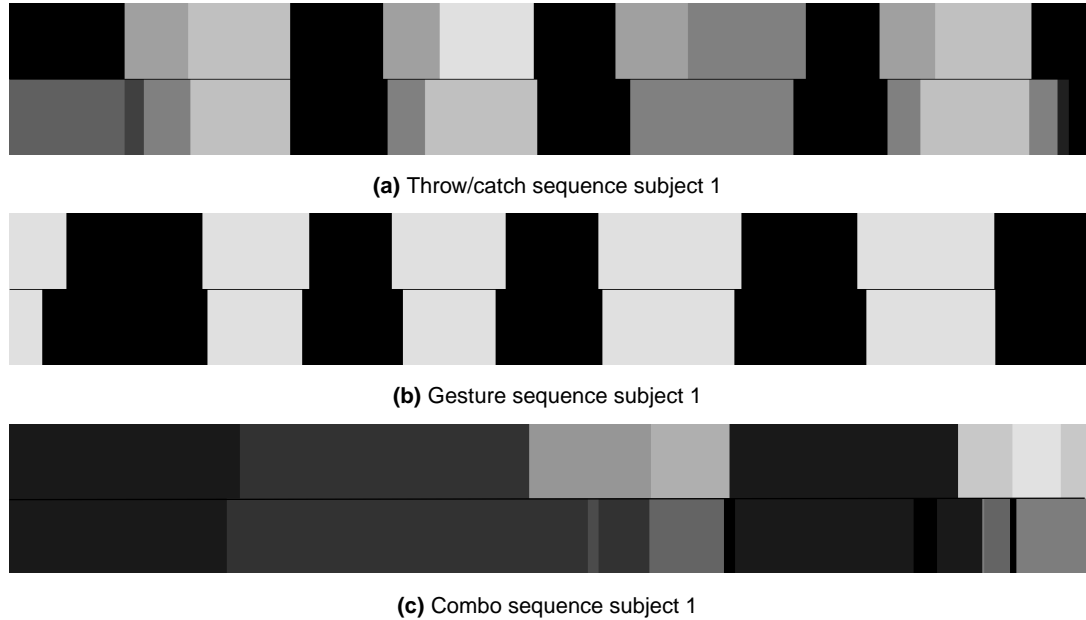 (a) Throw/catch sequence subject 1
(b) Gesture sequence subject 1
(c) Combo sequence subject 1